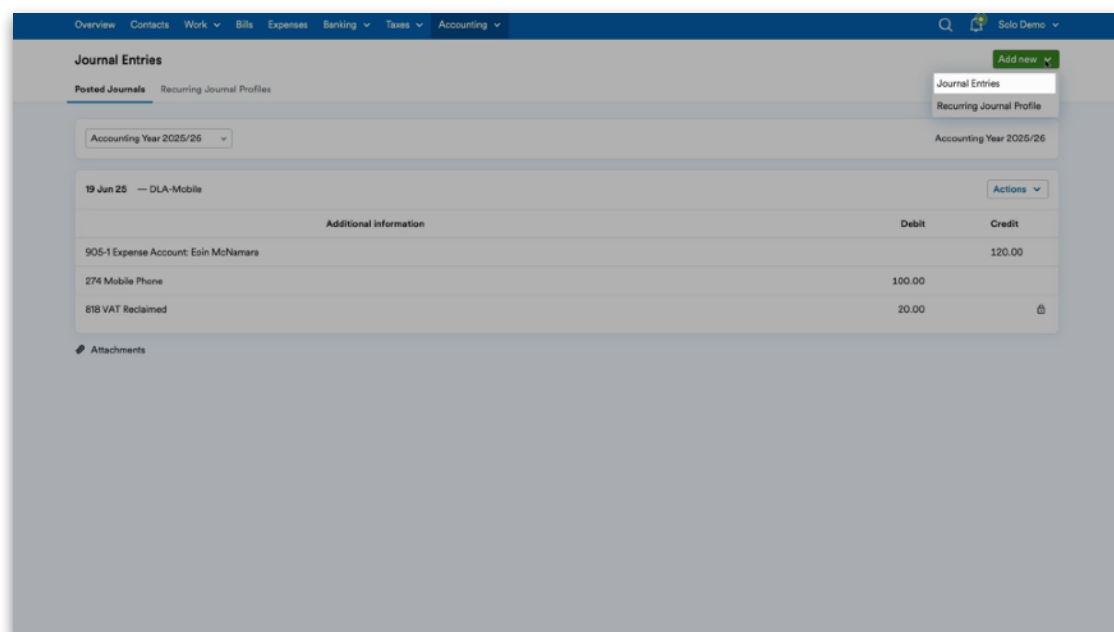 Overview Contacts Work Bills Expenses Banking Taxes Accounting Solo Demo
Journal Entries Add new
Posted Journals Recurring Journal Profiles
Journal Entries
Recurring Journal Profile
Accounting Year 2025/26 Accounting Year 2025/26
19 Jun 25 — DLA-Mobile Actions
Additional information Debit Credit
905-1 Expense Account: Eoin McNamara 120.00
274 Mobile Phone 100.00
818 VAT Reclaimed 20.00
Attachments